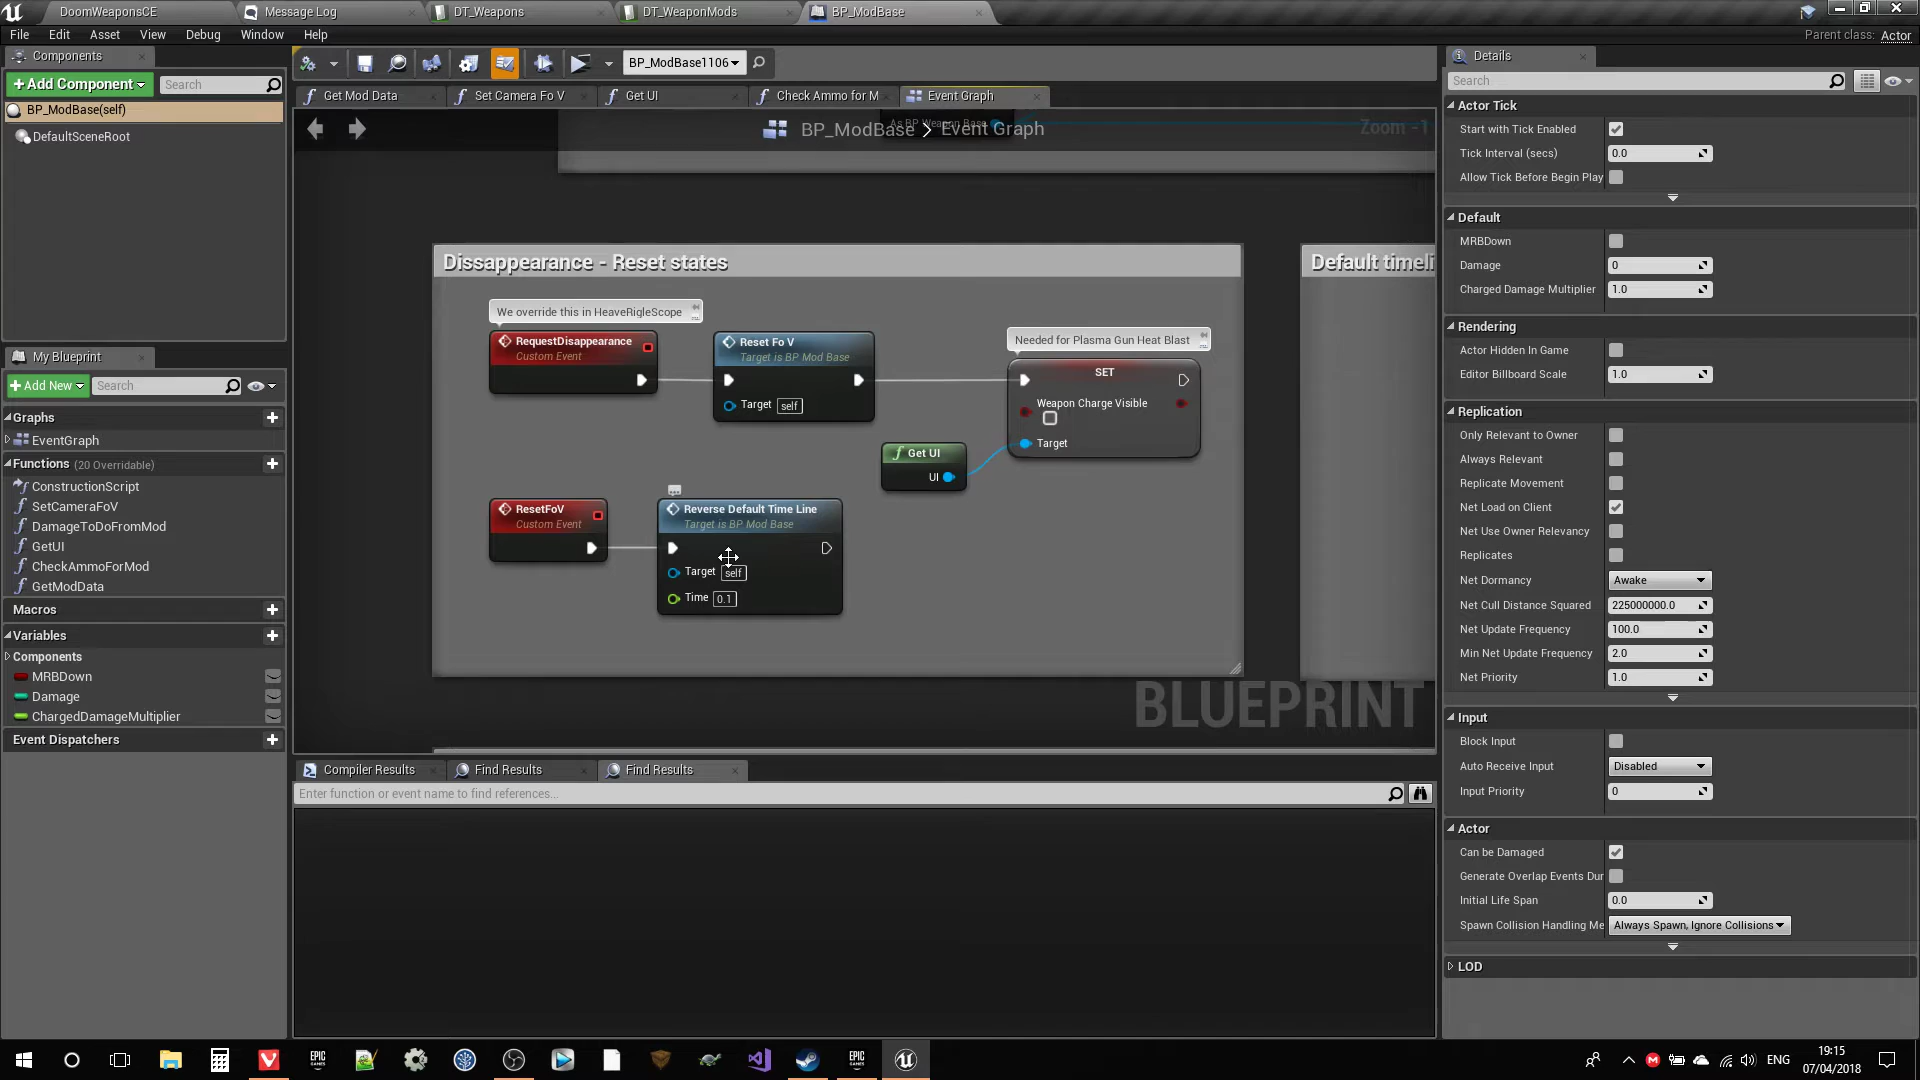 DoomWeaponsCE
Message Log
DT_Weapons
DT_WeaponMods
BP_ModBase
File Edit Asset View Debug Window Help
Parent class: Actor
Components
+Add Component
Search
BP_ModBase(self)
DefaultSceneRoot
My Blueprint
+Add New
Search
Graphs
EventGraph
Functions (20 Overridable)
ConstructionScript
SetCameraFoV
DamageToDoFromMod
GetUI
CheckAmmoForMod
GetModData
Macros
Variables
Components
MRBDown
Damage
ChargedDamageMultiplier
Event Dispatchers
BP_ModBase1106
Get Mod Data
Set Camera Fo V
Get UI
Check Ammo for M
Event Graph
As BP Weapon Base
BP_ModBase > Event Graph
Zoom -1
Dissappearance - Reset states
Default timeli
We override this in HeaveRigleScope
RequestDisappearance
Custom Event
Reset Fo V
Target is BP Mod Base
Target self
Needed for Plasma Gun Heat Blast
SET
Weapon Charge Visible
Target
Get UI
UI
ResetFoV
Custom Event
Reverse Default Time Line
Target is BP Mod Base
Target self
Time 0.1
BLUEPRINT
Compiler Results
Find Results
Find Results
Enter function or event name to find references...
Details
Search
Actor Tick
Start with Tick Enabled
Tick Interval (secs) 0.0
Allow Tick Before Begin Play
Default
MRBDown
Damage 0
Charged Damage Multiplier 1.0
Rendering
Actor Hidden In Game
Editor Billboard Scale 1.0
Replication
Only Relevant to Owner
Always Relevant
Replicate Movement
Net Load on Client
Net Use Owner Relevancy
Replicates
Net Dormancy Awake
Net Cull Distance Squared 225000000.0
Net Update Frequency 100.0
Min Net Update Frequency 2.0
Net Priority 1.0
Input
Block Input
Auto Receive Input Disabled
Input Priority 0
Actor
Can be Damaged
Generate Overlap Events Dur
Initial Life Span 0.0
Spawn Collision Handling Me Always Spawn, Ignore Collisions
LOD
EPIC GAMES
EPIC GAMES
ENG
19:15
07/04/2018